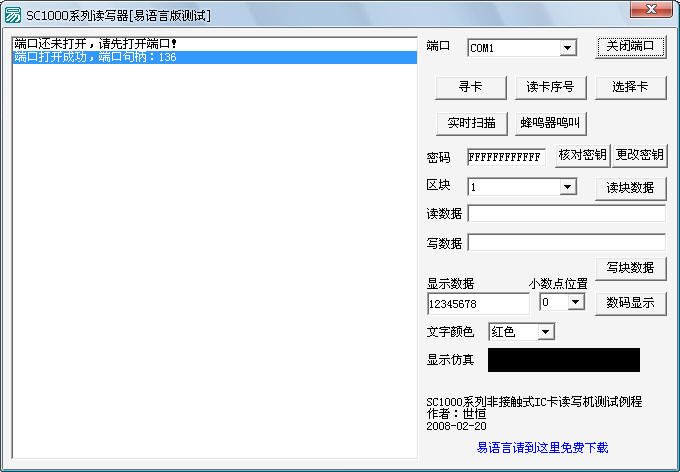 SC1000系列读写器[易语言版测试]
端口还未打开，请先打开端口！
端口打开成功，端口句柄：136
端口 COM1 关闭端口
寻卡 读卡序号 选择卡
实时扫描 蜂鸣器鸣叫
密码 FFFFFFFFFFFF 核对密钥 更改密钥
区块 1 读块数据
读数据
写数据
写块数据
显示数据 小数点位置
12345678 0 数码显示
文字颜色 红色
显示仿真
SC1000系列非接触式IC卡读写机测试例程
作者：世恒
2008-02-20
易语言请到这里免费下载